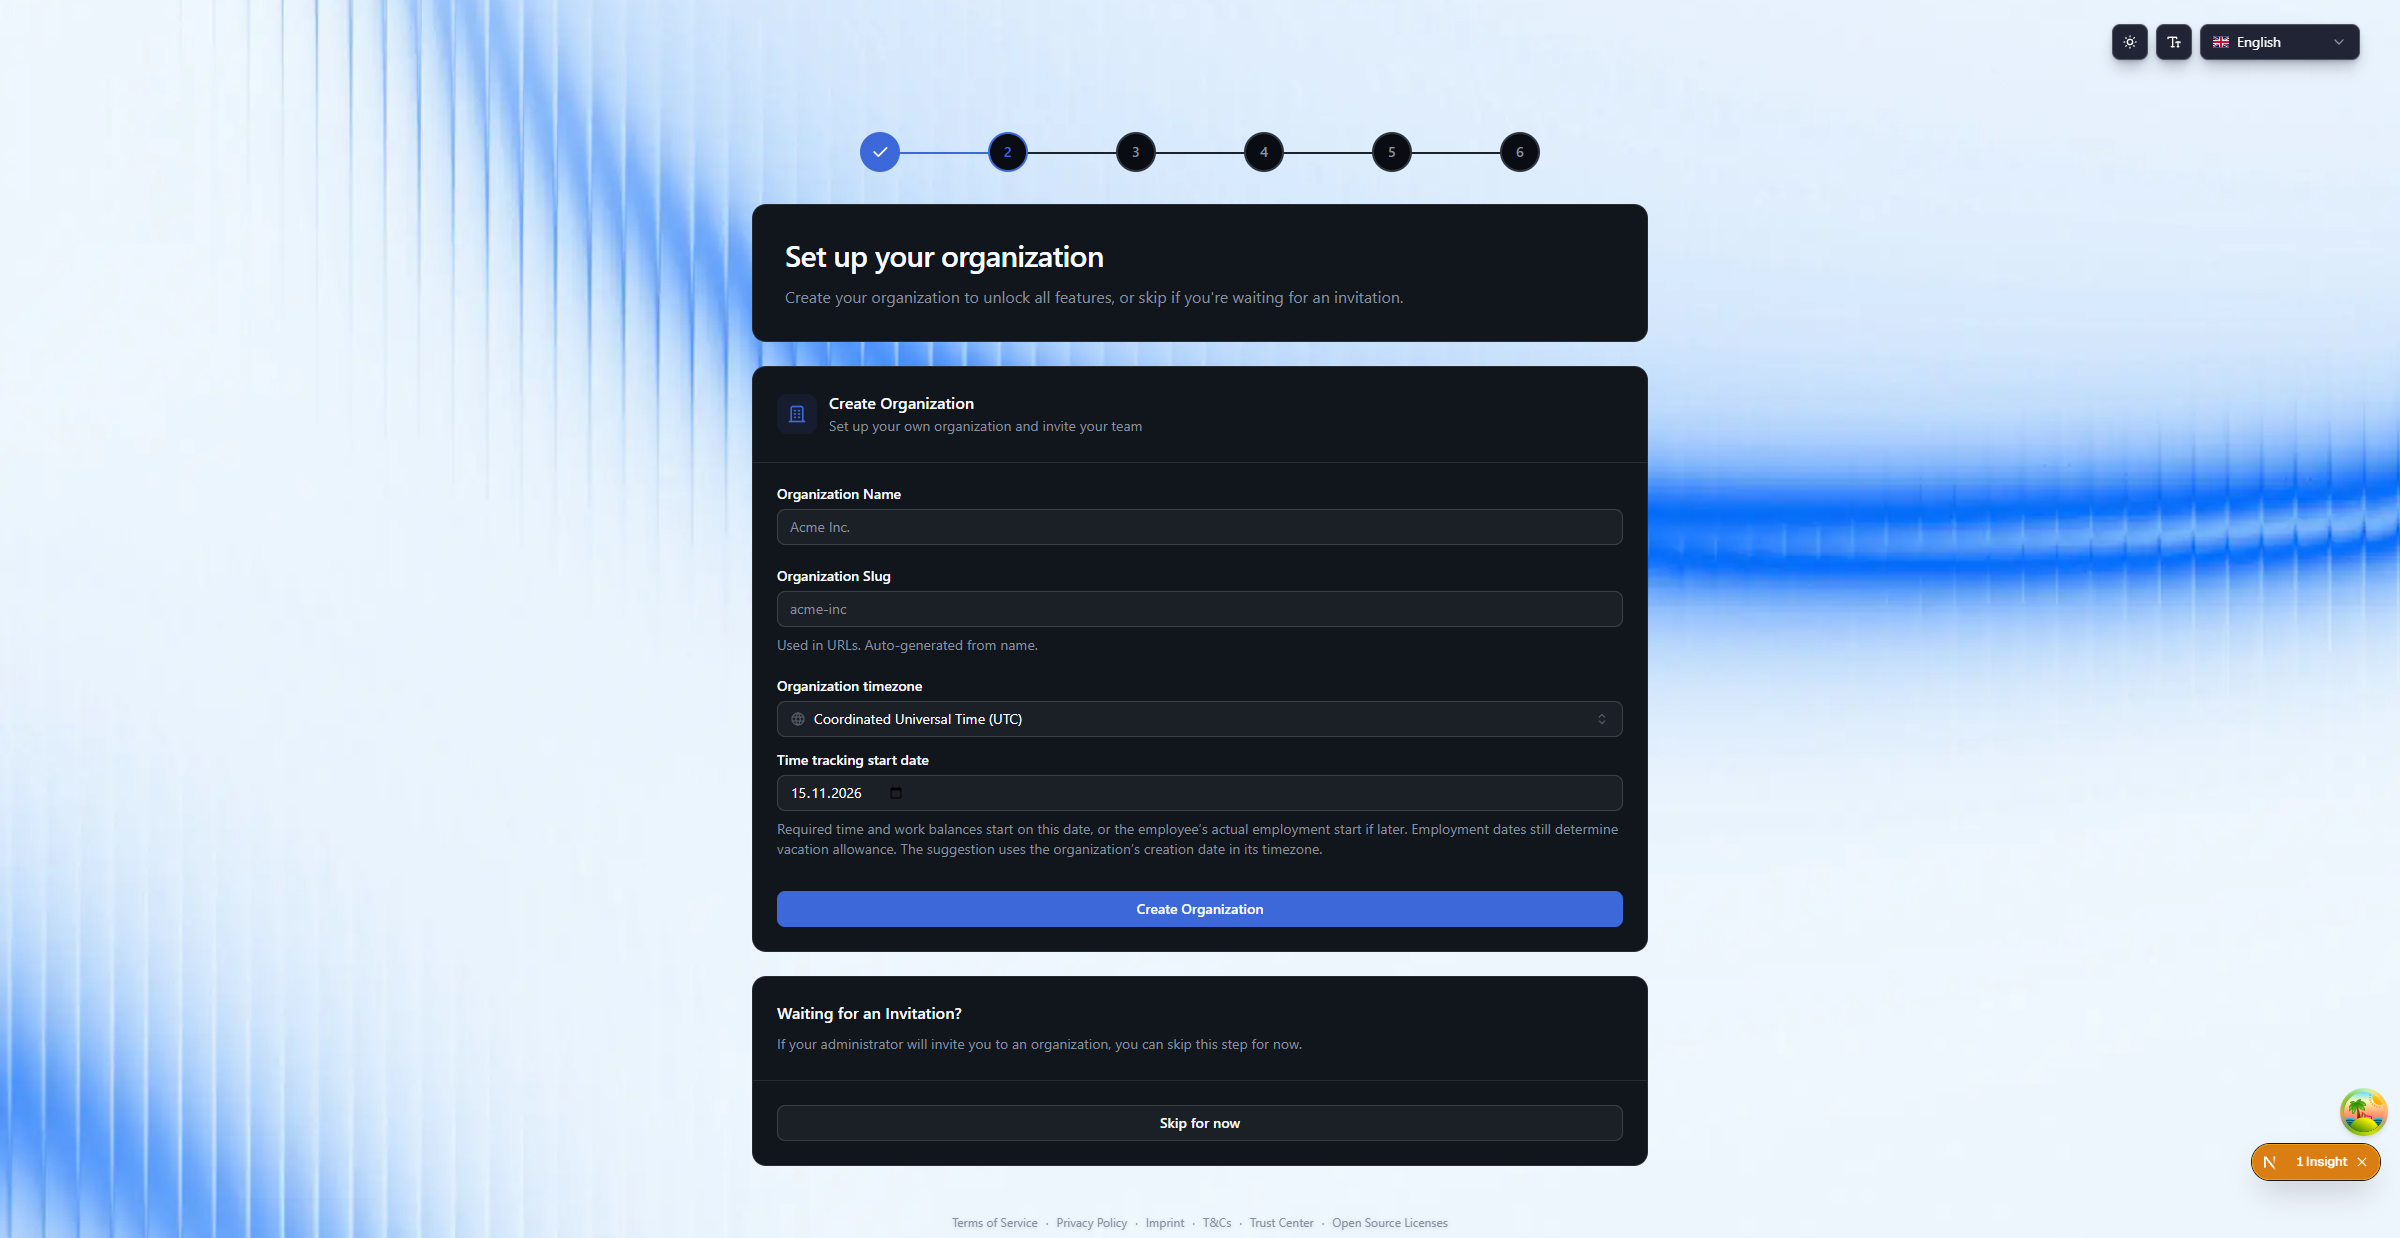 English
2
3
4
5
6
Set up your organization
Create your organization to unlock all features, or skip if you're waiting for an invitation.
Create Organization
Set up your own organization and invite your team
Organization Name
Acme Inc.
Organization Slug
acme-inc
Used in URLs. Auto-generated from name.
Organization timezone
Coordinated Universal Time (UTC)
Time tracking start date
15.11.2026
Required time and work balances start on this date, or the employee’s actual employment start if later. Employment dates still determine
vacation allowance. The suggestion uses the organization’s creation date in its timezone.
Create Organization
Waiting for an Invitation?
If your administrator will invite you to an organization, you can skip this step for now.
Skip for now
1 Insight
Terms of Service · Privacy Policy · Imprint · T&Cs · Trust Center · Open Source Licenses